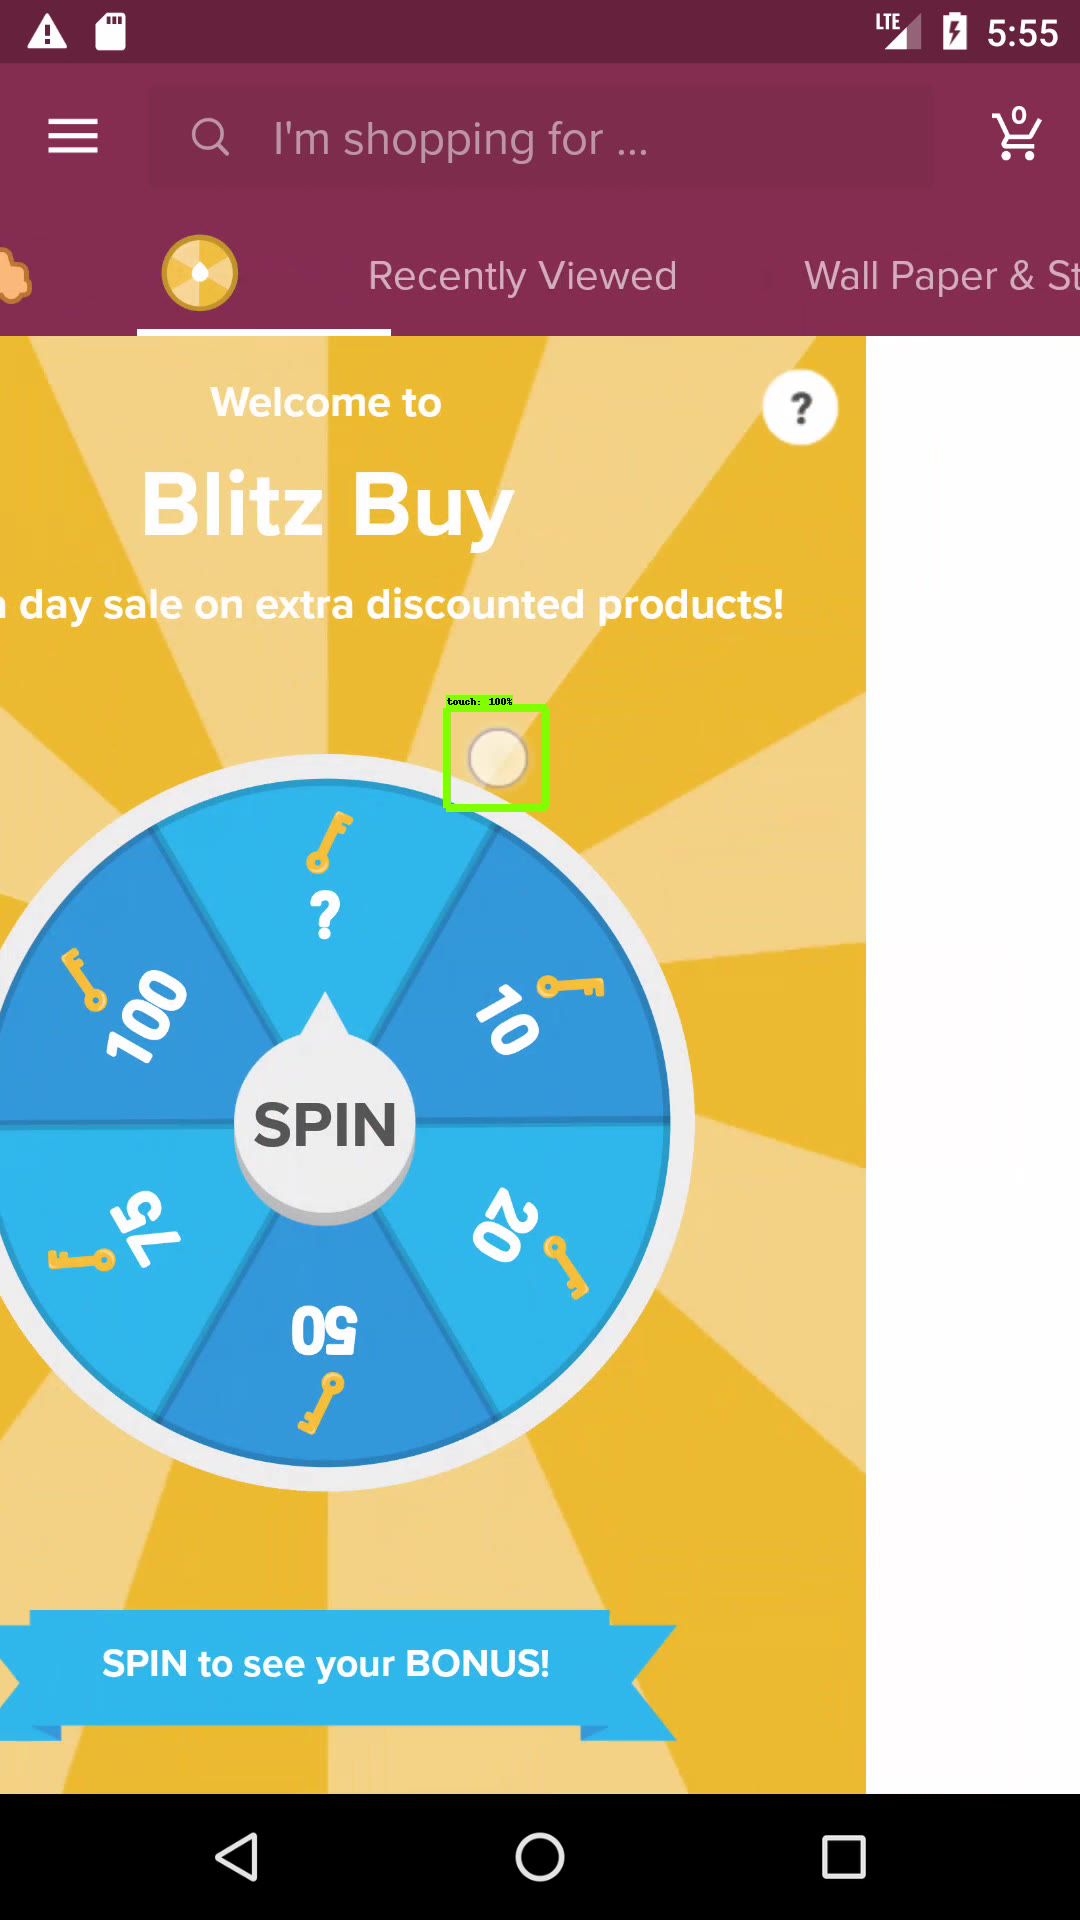 LTE 5:55
I'm shopping for ...
0
Recently Viewed
Wall Paper & St
Welcome to
?
Blitz Buy
day sale on extra discounted products!
touch: 100%
?
100
10
SPIN
75
20
50
SPIN to see your BONUS!